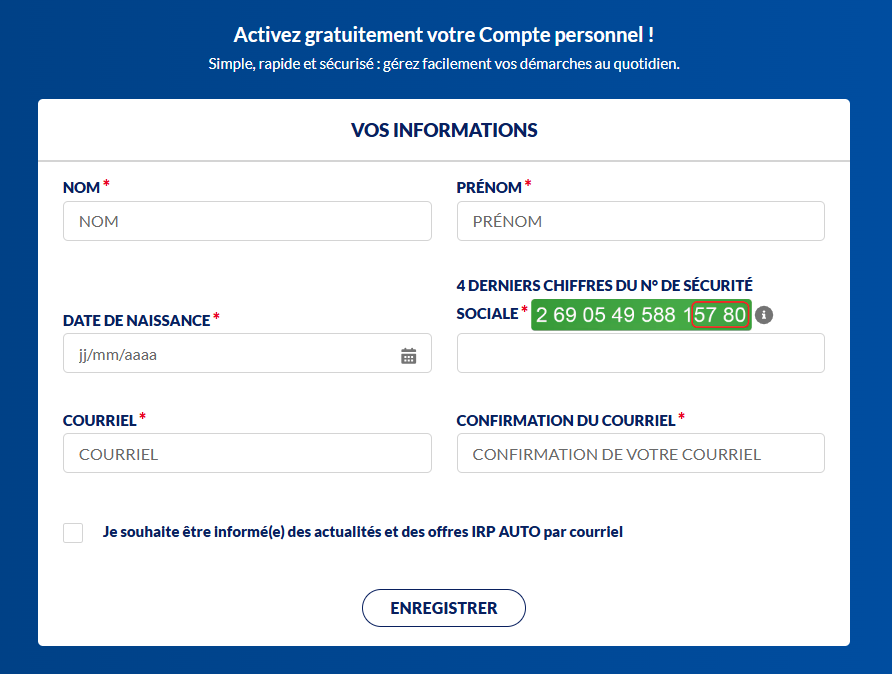 Activez gratuitement votre Compte personnel !
Simple, rapide et sécurisé : gérez facilement vos démarches au quotidien.
VOS INFORMATIONS
NOM *
NOM
PRÉNOM *
PRÉNOM
DATE DE NAISSANCE *
jj/mm/aaaa
4 DERNIERS CHIFFRES DU N° DE SÉCURITÉ
SOCIALE * 2 69 05 49 588 157 80
COURRIEL *
COURRIEL
CONFIRMATION DU COURRIEL *
CONFIRMATION DE VOTRE COURRIEL
Je souhaite être informé(e) des actualités et des offres IRP AUTO par courriel
ENREGISTRER